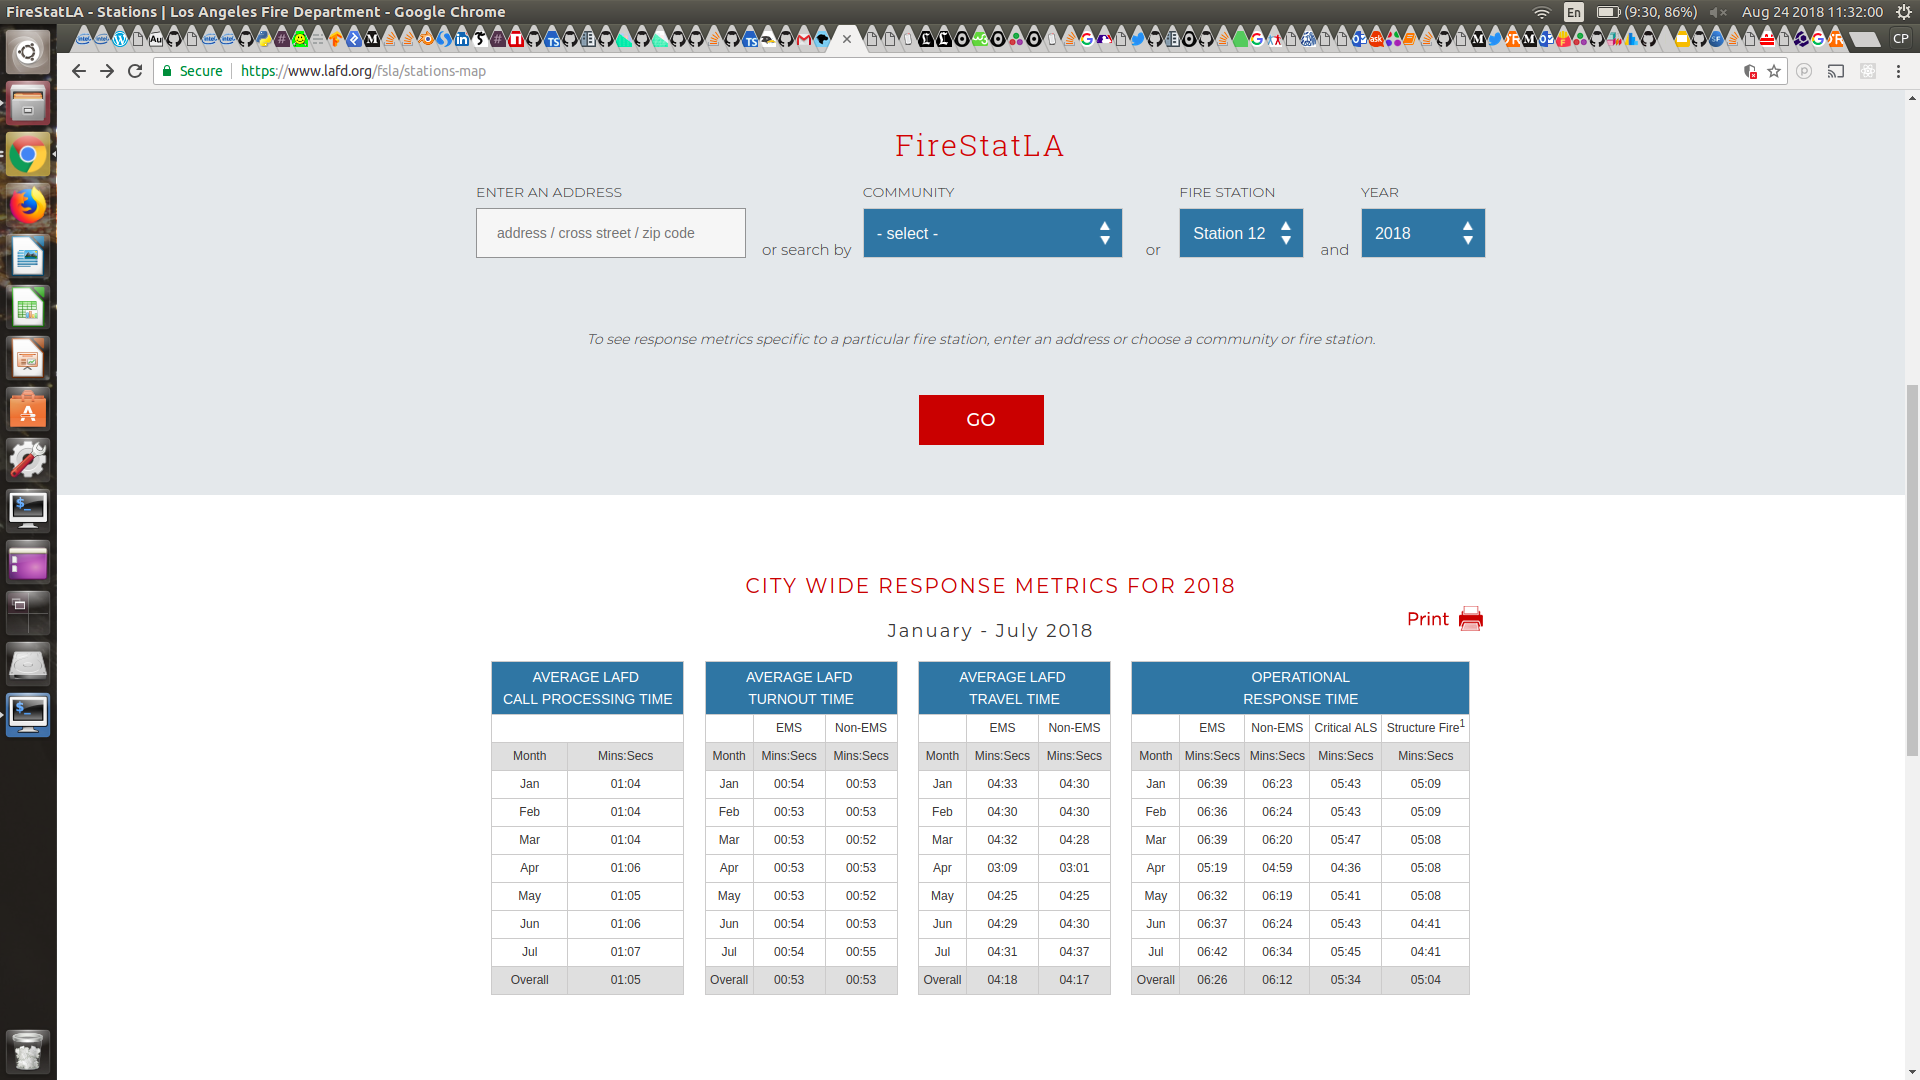 FireStatLA - Stations | Los Angeles Fire Department - Google Chrome
En (9:30, 86%) Aug 24 2018 11:32:00
CP
Secure https://www.lafd.org/fsla/stations-map
FireStatLA
ENTER AN ADDRESS COMMUNITY FIRE STATION YEAR
address / cross street / zip code or search by - select - or Station 12 and 2018
To see response metrics specific to a particular fire station, enter an address or choose a community or fire station.
GO
CITY WIDE RESPONSE METRICS FOR 2018
Print
January - July 2018
AVERAGE LAFD
CALL PROCESSING TIME
Month Mins:Secs
Jan 01:04
Feb 01:04
Mar 01:04
Apr 01:06
May 01:05
Jun 01:06
Jul 01:07
Overall 01:05
AVERAGE LAFD
TURNOUT TIME
EMS Non-EMS
Month Mins:Secs Mins:Secs
Jan 00:54 00:53
Feb 00:53 00:53
Mar 00:53 00:52
Apr 00:53 00:53
May 00:53 00:52
Jun 00:54 00:53
Jul 00:54 00:55
Overall 00:53 00:53
AVERAGE LAFD
TRAVEL TIME
EMS Non-EMS
Month Mins:Secs Mins:Secs
Jan 04:33 04:30
Feb 04:30 04:30
Mar 04:32 04:28
Apr 03:09 03:01
May 04:25 04:25
Jun 04:29 04:30
Jul 04:31 04:37
Overall 04:18 04:17
OPERATIONAL
RESPONSE TIME
EMS Non-EMS Critical ALS Structure Fire1
Month Mins:Secs Mins:Secs Mins:Secs Mins:Secs
Jan 06:39 06:23 05:43 05:09
Feb 06:36 06:24 05:43 05:09
Mar 06:39 06:20 05:47 05:08
Apr 05:19 04:59 04:36 05:08
May 06:32 06:19 05:41 05:08
Jun 06:37 06:24 05:43 04:41
Jul 06:42 06:34 05:45 04:41
Overall 06:26 06:12 05:34 05:04